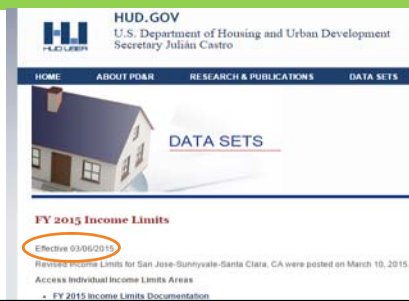 HUD.GOV
U.S. Department of Housing and Urban Development
Secretary Julián Castro
HUD USER
HOME ABOUT PD&R RESEARCH & PUBLICATIONS DATA SETS
DATA SETS
FY 2015 Income Limits
Effective 03/06/2015
Revised Income Limits for San Jose-Sunnyvale-Santa Clara, CA were posted on March 10, 2015.
Access Individual Income Limits Areas
• FY 2015 Income Limits Documentation